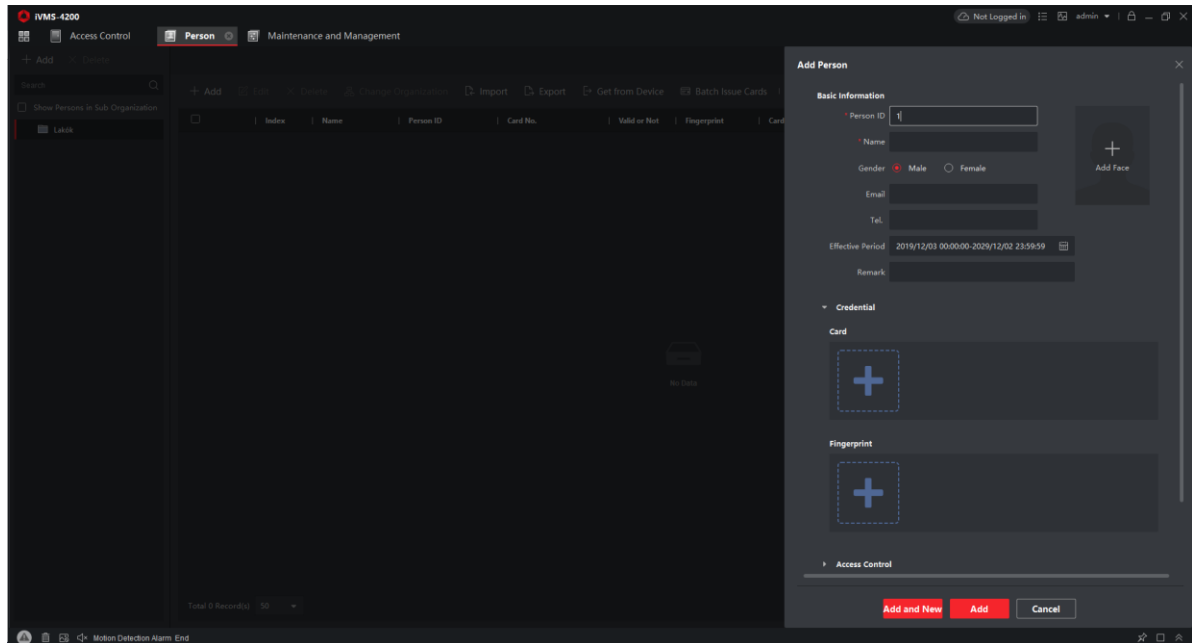 iVMS-4200
Not Logged in admin
Access Control Person Maintenance and Management
+ Add × Delete
Add Person
Search
+ Add Edit × Delete Change Organization Import Export Get from Device Batch Issue Cards
Show Persons in Sub Organization
Index Name Person ID Card No. Valid or Not Fingerprint Card
Basic Information
* Person ID 1
* Name
Gender Male Female
Add Face
Email
Tel.
Effective Period 2019/12/03 00:00:00-2029/12/02 23:59:59
Remark
Credential
Card
No Data
Fingerprint
Access Control
Total 0 Record(s) 50
Add and New Add Cancel
Motion Detection Alarm End